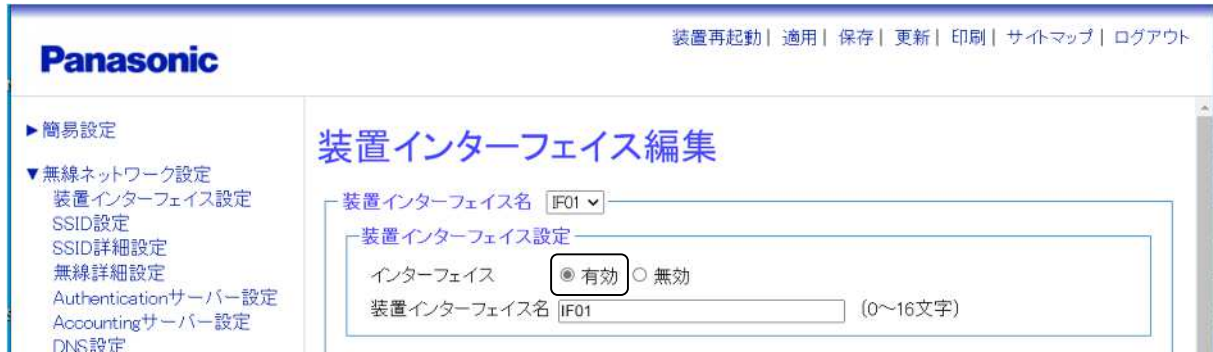 Panasonic
装置再起動| 適用| 保存| 更新| 印刷| サイトマップ| ログアウト
▶簡易設定
▼無線ネットワーク設定
装置インターフェイス設定
SSID設定
SSID詳細設定
無線詳細設定
Authenticationサーバー設定
Accountingサーバー設定
DNS設定
装置インターフェイス編集
装置インターフェイス名 IF01
装置インターフェイス設定
インターフェイス 有効 無効
装置インターフェイス名 IF01 (0～16文字)